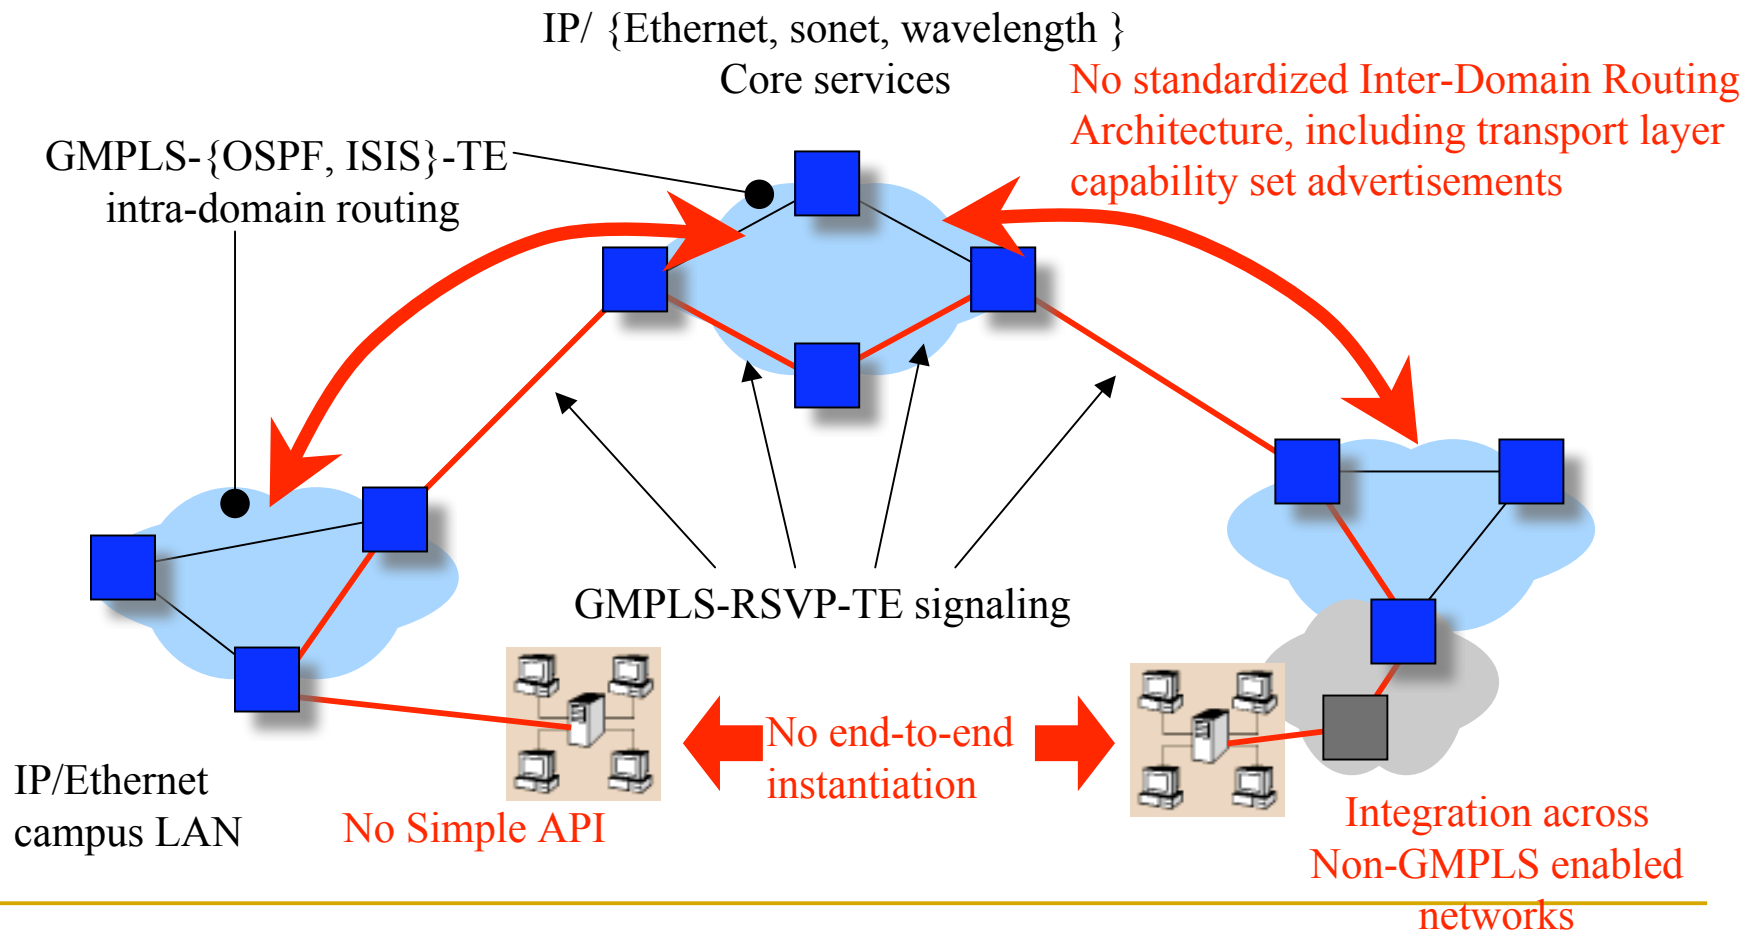 IP/ {Ethernet, sonet, wavelength }
Core services
No standardized Inter-Domain Routing
Architecture, including transport layer
capability set advertisements
GMPLS-{OSPF, ISIS}-TE
intra-domain routing
GMPLS-RSVP-TE signaling
No end-to-end
instantiation
IP/Ethernet
campus LAN
No Simple API
Integration across
Non-GMPLS enabled
networks